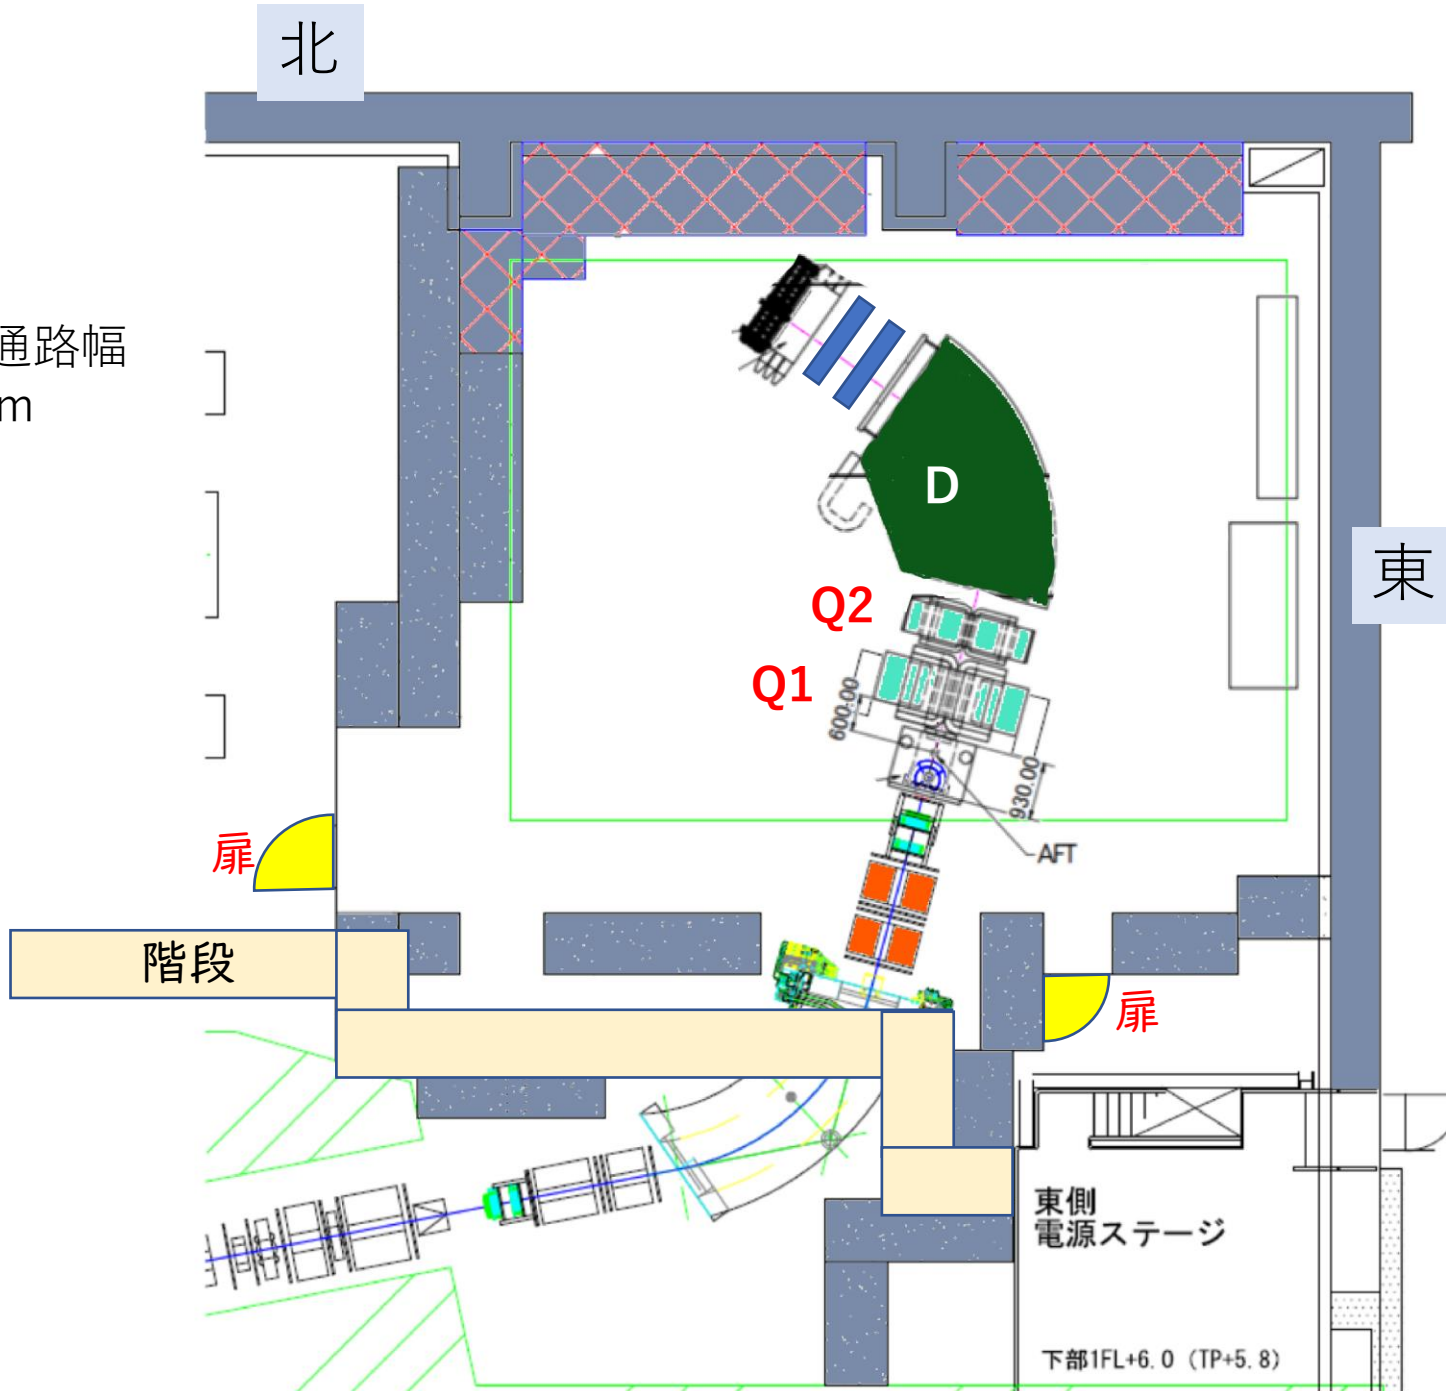 北
通路幅
m
東
D
Q2
Q1
600.00
930.00
AFT
扉
階段
扉
東側
電源ステージ
下部1FL+6.0 (TP+5.8)